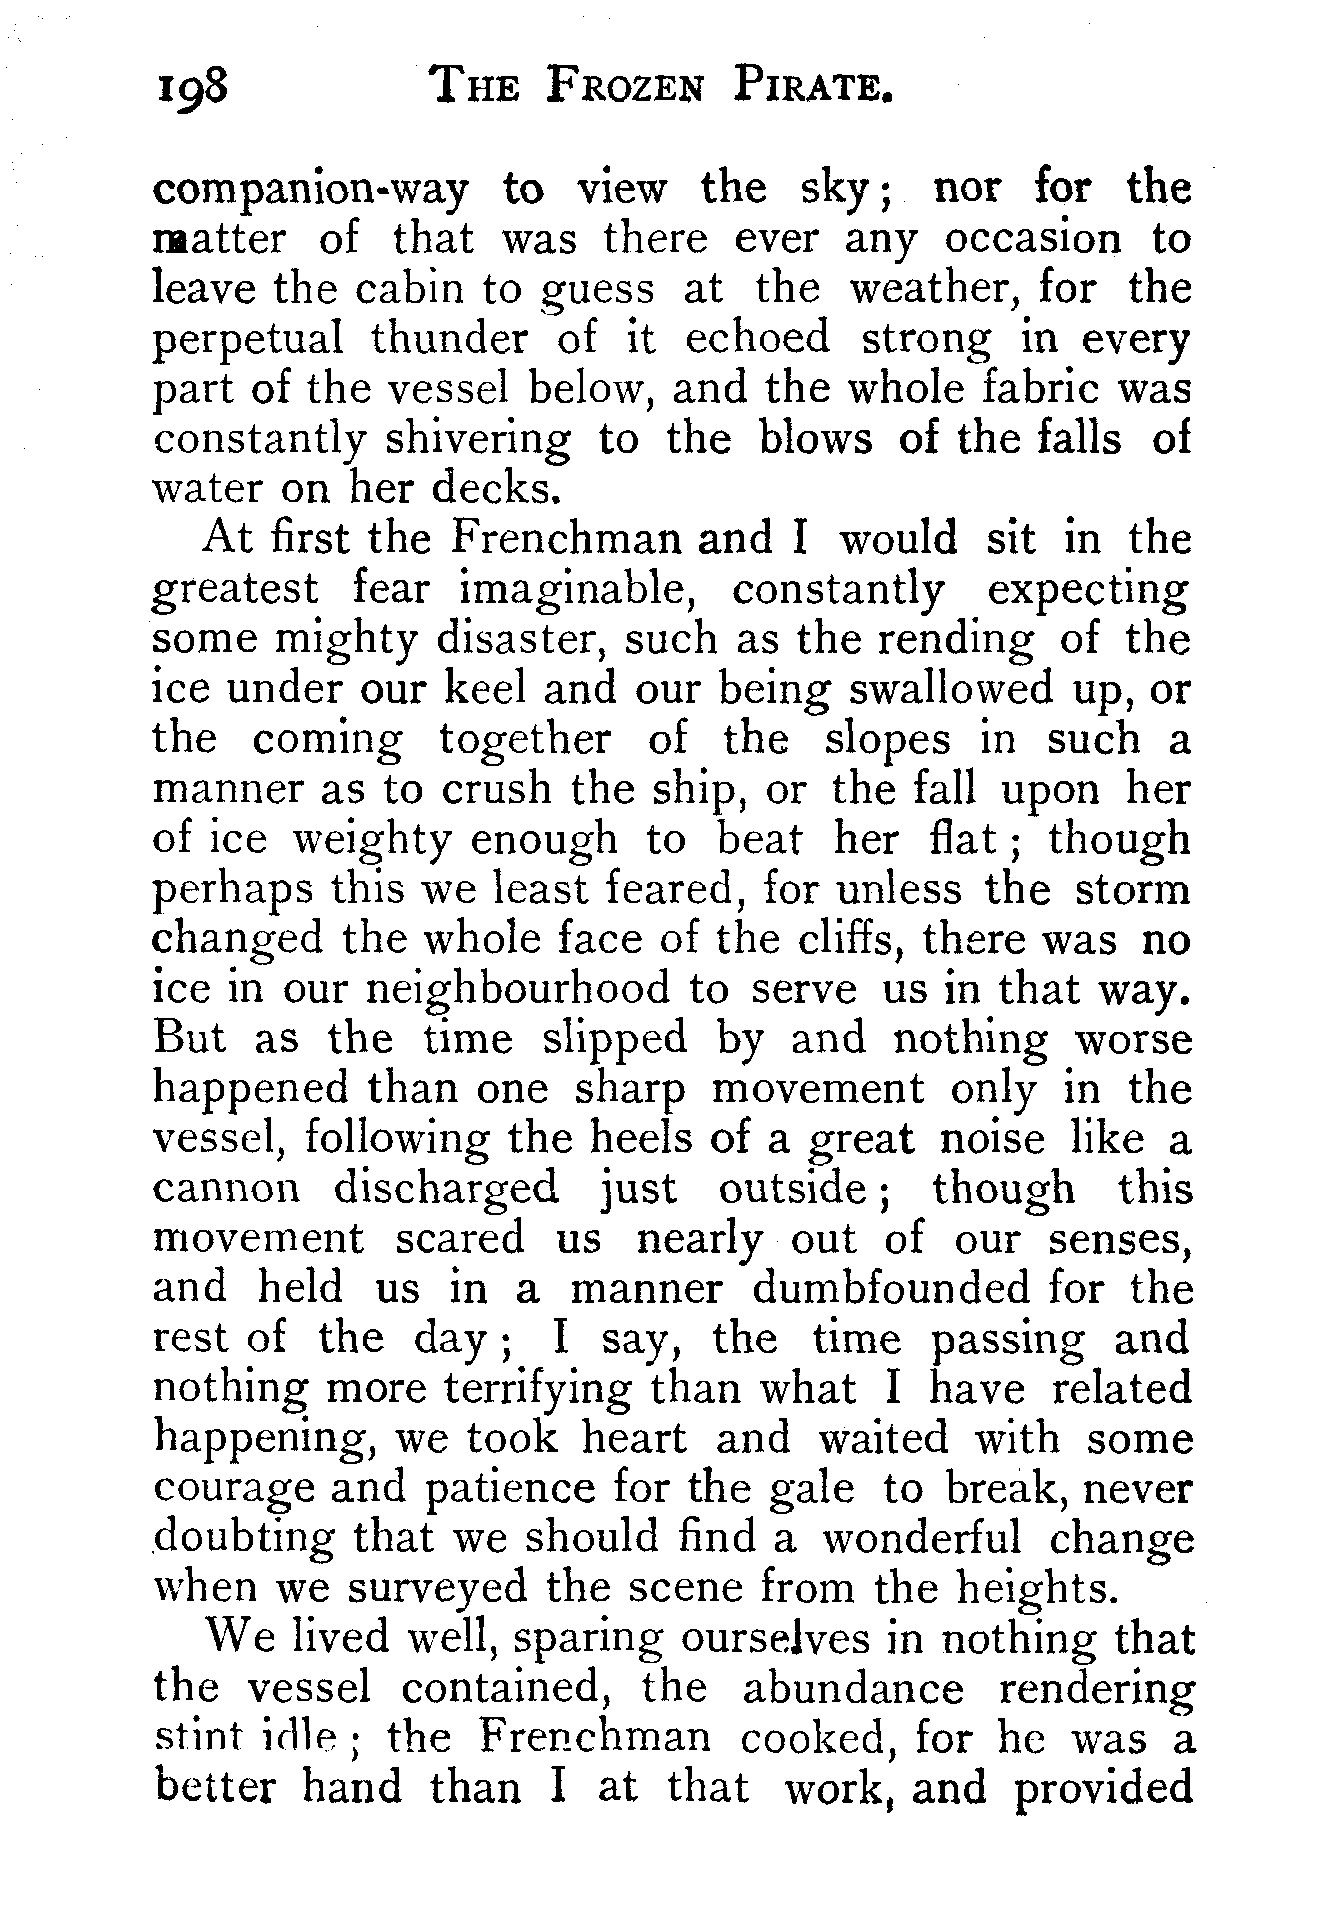 198 THE FROZEN PIRATE.
companion-way to view the sky; nor for the
matter of that was there ever any occasion to
leave the cabin to guess at the weather, for the
perpetual thunder of it echoed strong in every
part of the vessel below, and the whole fabric was
constantly shivering to the blows of the falls of
water on her decks.
At first the Frenchman and I would sit in the
greatest fear imaginable, constantly expecting
some mighty disaster, such as the rending of the
ice under our keel and our being swallowed up, or
the coming together of the slopes in such a
manner as to crush the ship, or the fall upon her
of ice weighty enough to beat her flat; though
perhaps this we least feared, for unless the storm
changed the whole face of the cliffs, there was no
ice in our neighbourhood to serve us in that way.
But as the time slipped by and nothing worse
happened than one sharp movement only in the
vessel, following the heels of a great noise like a
cannon discharged just outside; though this
movement scared us nearly out of our senses,
and held us in a manner dumbfounded for the
rest of the day; I say, the time passing and
nothing more terrifying than what I have related
happening, we took heart and waited with some
courage and patience for the gale to break, never
doubting that we should find a wonderful change
when we surveyed the scene from the heights.
We lived well, sparing ourselves in nothing that
the vessel contained, the abundance rendering
stint idle; the Frenchman cooked, for he was a
better hand than I at that work, and provided